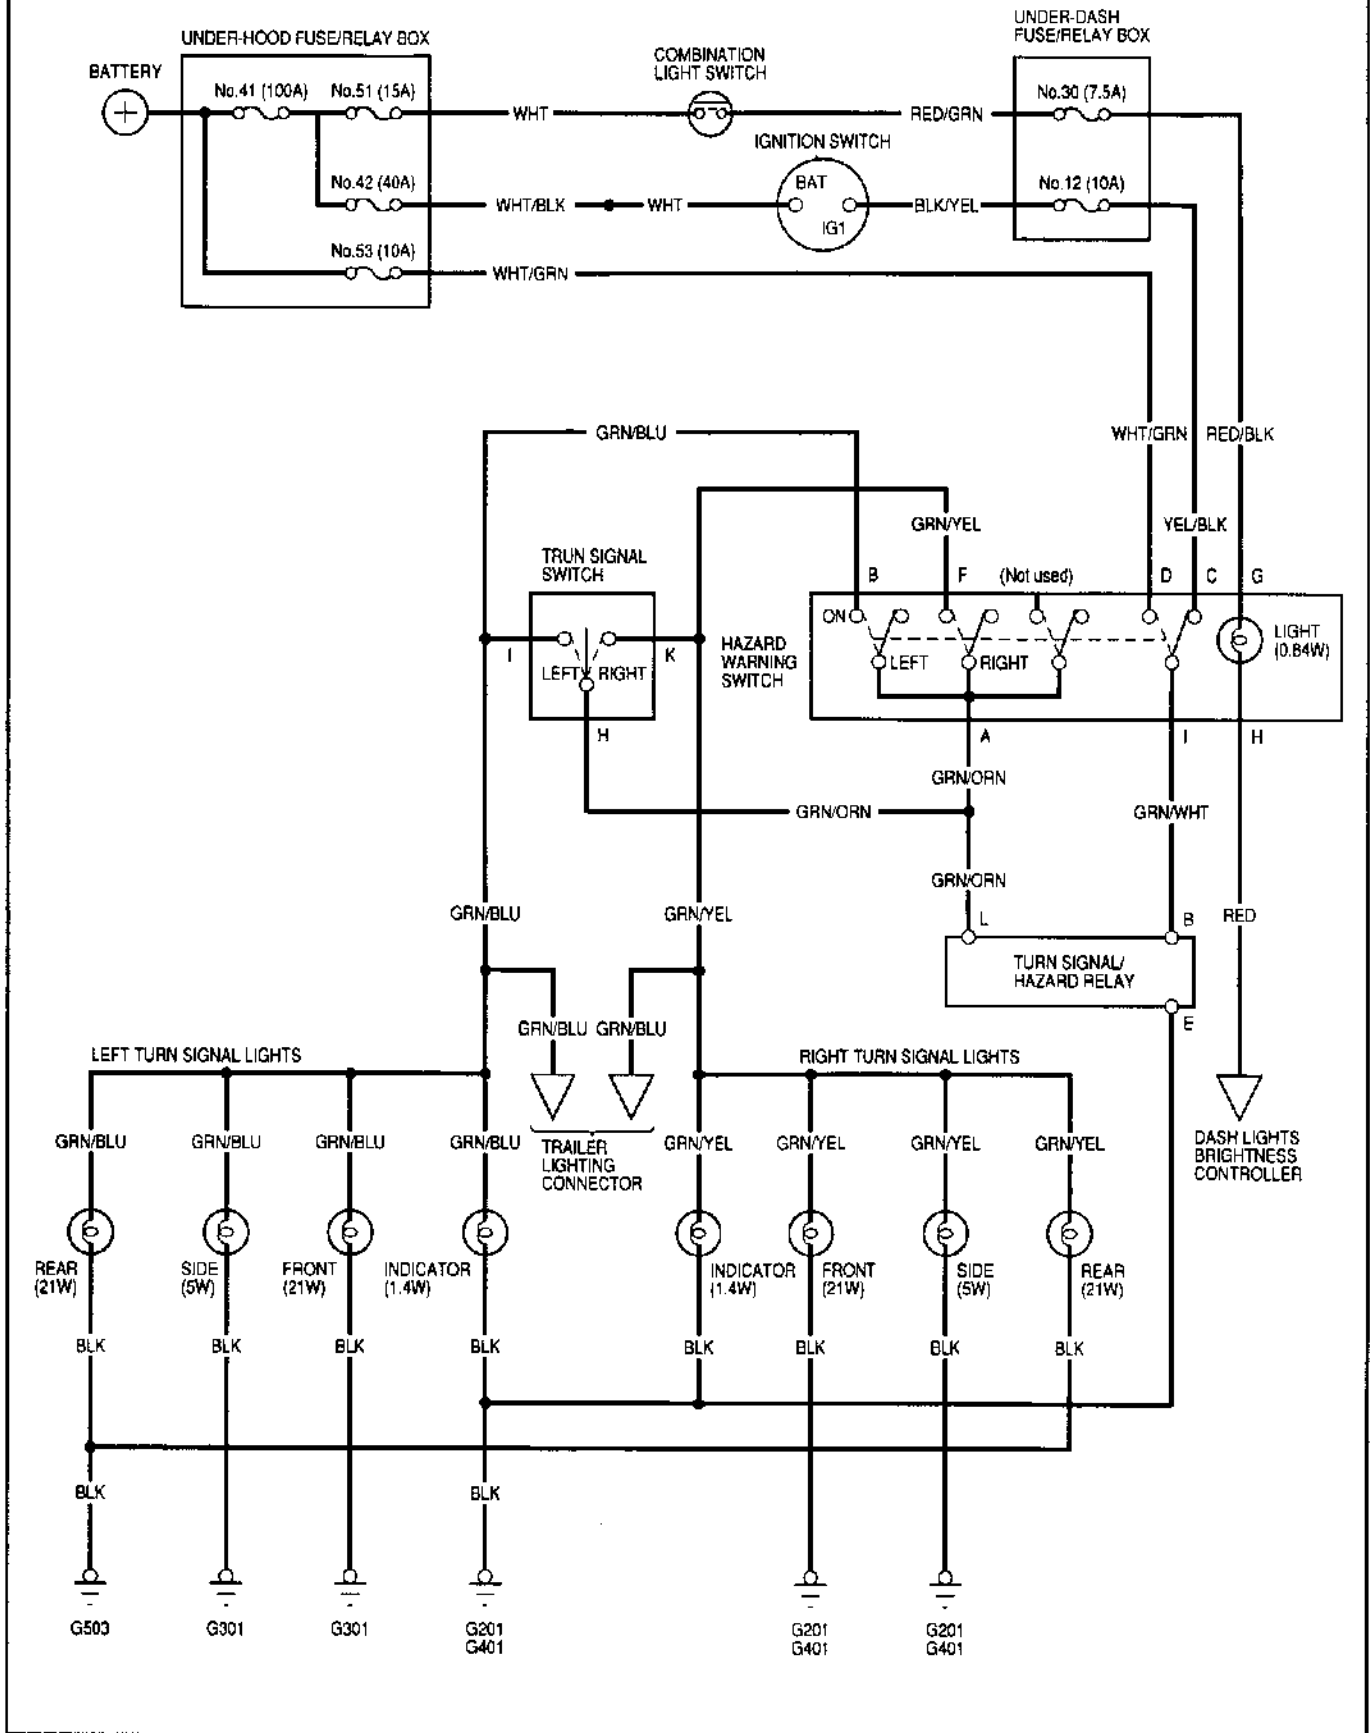 UNDER-DASH
FUSE/RELAY BOX
UNDER-HOOD FUSE/RELAY BOX
COMBINATION
LIGHT SWITCH
BATTERY
No.41 (100A)
No.51 (15A)
No.30 (7.5A)
WHT
RED/GRN
IGNITION SWITCH
No.42 (40A)
BAT
No.12 (10A)
WHT/BLK
WHT
BLK/YEL
IG1
No.53 (10A)
WHT/GRN
GRN/BLU
WHT/GRN
RED/BLK
GRN/YEL
YEL/BLK
TRUN SIGNAL
SWITCH
B
F
(Not used)
D
C
G
ON
LIGHT
(0.84W)
I
K
HAZARD
WARNING
SWITCH
LEFT
RIGHT
LEFT
RIGHT
H
A
I
H
GRN/ORN
GRN/ORN
GRN/WHT
GRN/ORN
GRN/BLU
GRN/YEL
L
B
RED
TURN SIGNAL/
HAZARD RELAY
E
GRN/BLU
GRN/BLU
LEFT TURN SIGNAL LIGHTS
RIGHT TURN SIGNAL LIGHTS
GRN/BLU
GRN/BLU
GRN/BLU
GRN/BLU
TRAILER
LIGHTING
CONNECTOR
GRN/YEL
GRN/YEL
GRN/YEL
GRN/YEL
DASH LIGHTS
BRIGHTNESS
CONTROLLER
REAR
(21W)
SIDE
(5W)
FRONT
(21W)
INDICATOR
(1.4W)
INDICATOR
(1.4W)
FRONT
(21W)
SIDE
(5W)
REAR
(21W)
BLK
BLK
BLK
BLK
BLK
BLK
BLK
BLK
BLK
BLK
G503
G301
G301
G201
G401
G201
G401
G201
G401